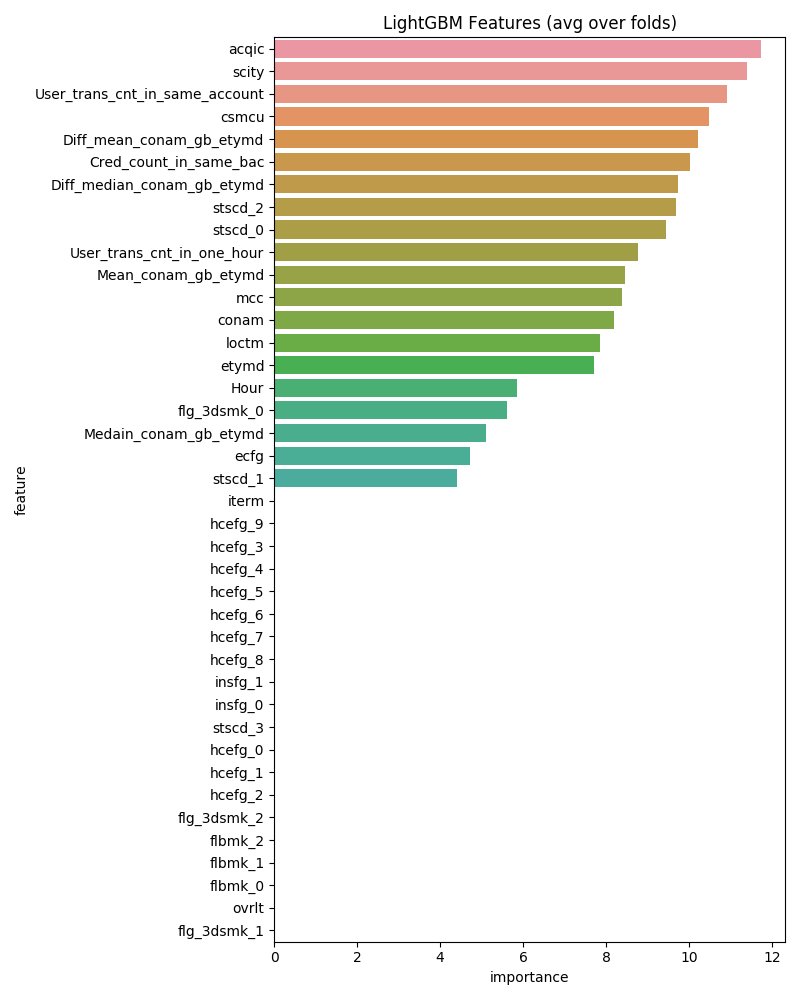 LightGBM Features (avg over folds)
acqic
scity
User_trans_cnt_in_same_account
csmcu
Diff_mean_conam_gb_etymd
Cred_count_in_same_bac
Diff_median_conam_gb_etymd
stscd_2
stscd_0
User_trans_cnt_in_one_hour
Mean_conam_gb_etymd
mcc
conam
loctm
etymd
Hour
flg_3dsmk_0
Medain_conam_gb_etymd
ecfg
stscd_1
iterm
hcefg_9
hcefg_3
hcefg_4
hcefg_5
hcefg_6
hcefg_7
hcefg_8
insfg_1
insfg_0
stscd_3
hcefg_0
hcefg_1
hcefg_2
flg_3dsmk_2
flbmk_2
flbmk_1
flbmk_0
ovrlt
flg_3dsmk_1
feature
0 2 4 6 8 10 12
importance